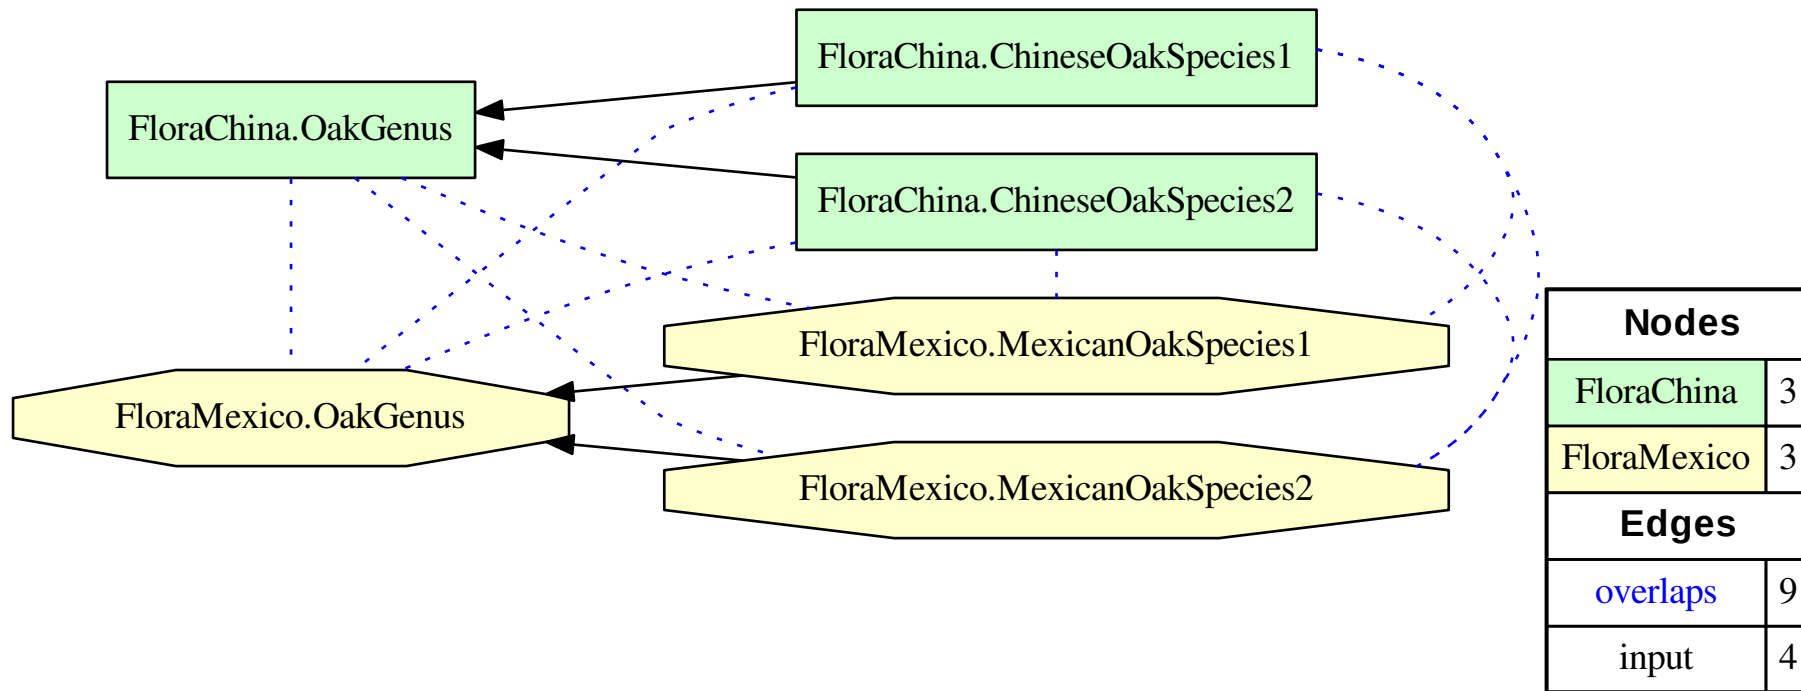 FloraChina.ChineseOakSpecies1
FloraChina.OakGenus
FloraChina.ChineseOakSpecies2
FloraMexico.MexicanOakSpecies1
FloraMexico.OakGenus
FloraMexico.MexicanOakSpecies2
Nodes
FloraChina 3
FloraMexico 3
Edges
overlaps 9
input 4